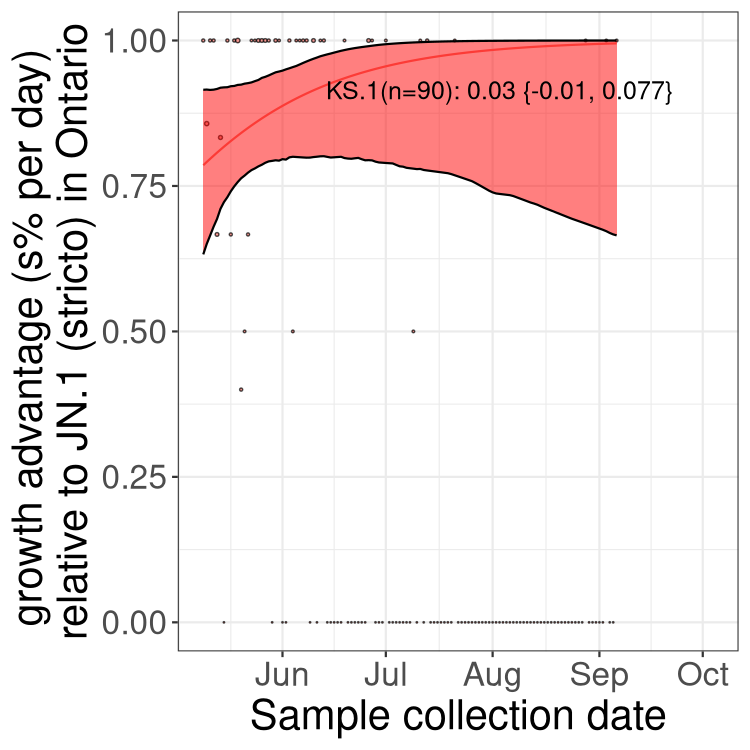 growth advantage (s% per day)
relative to JN.1 (stricto) in Ontario
1.00
0.75
0.50
0.25
0.00
KS.1(n=90): 0.03 {-0.01, 0.077}
Jun
Jul
Aug
Sep
Oct
Sample collection date